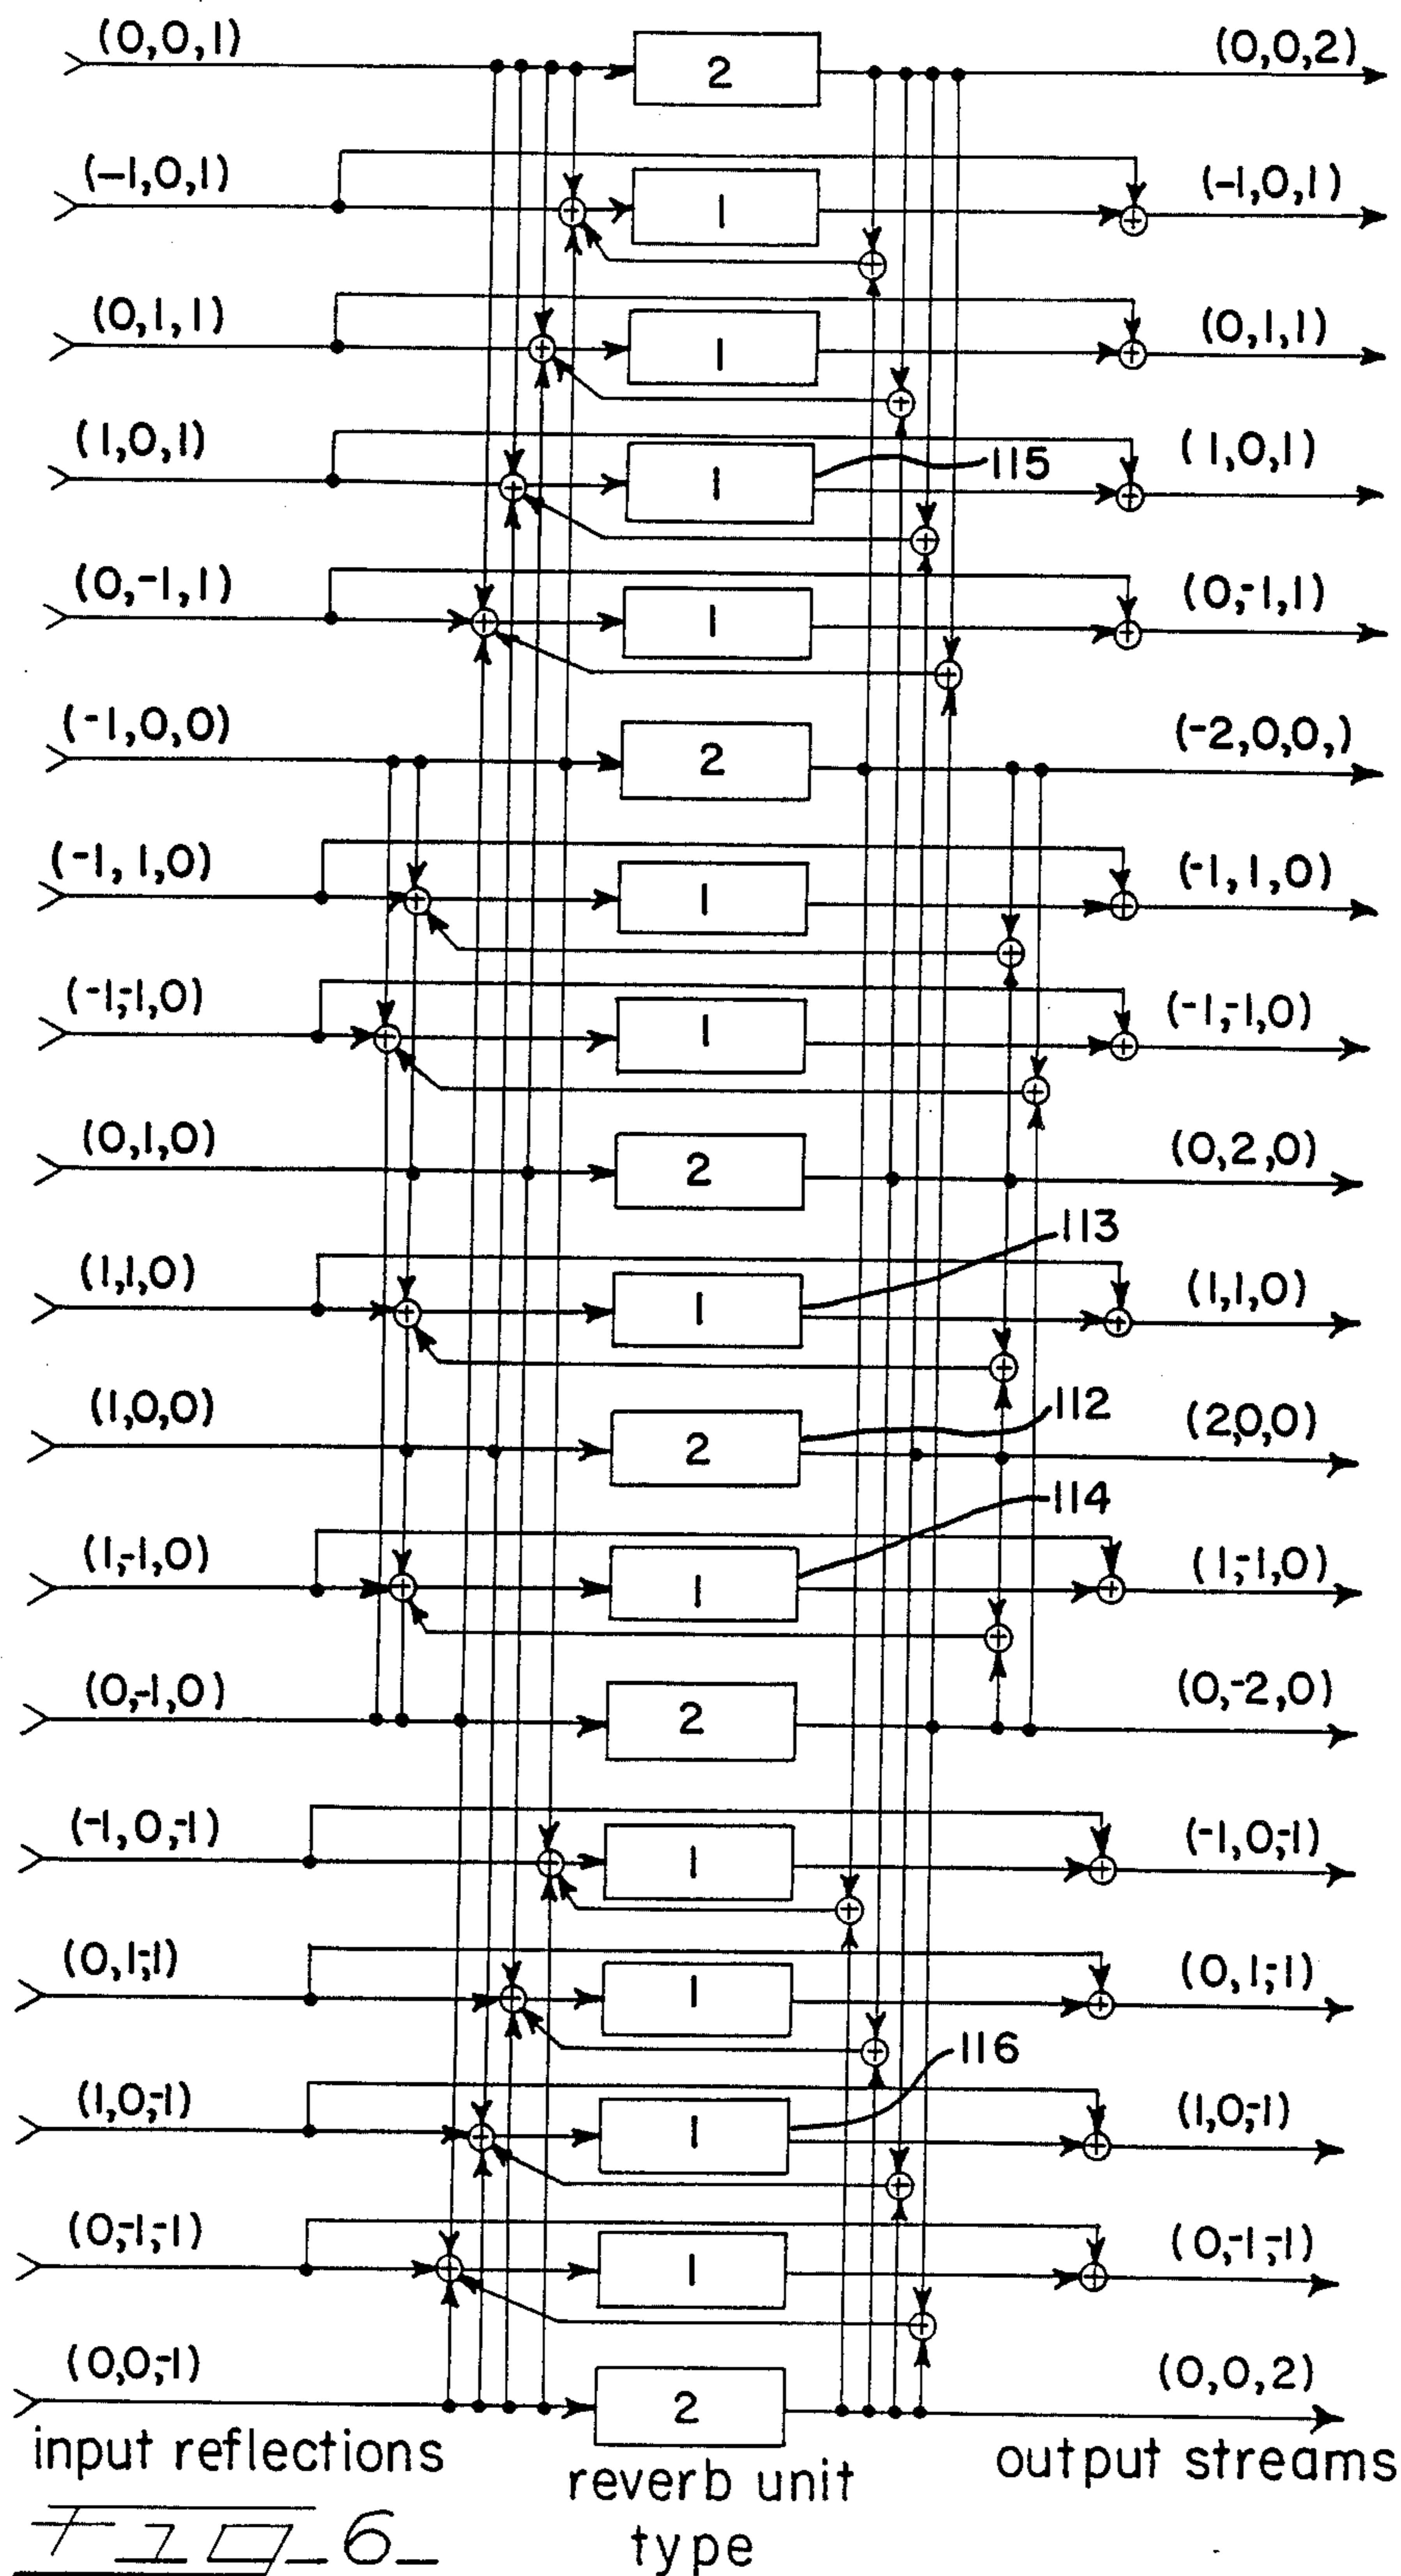 (0,0,1) 2 (0,0,2)
(-1,0,1) 1 (-1,0,1)
(0,1,1) 1 (0,1,1)
(1,0,1) 1 115 (1,0,1)
(0,-1,1) 1 (0,-1,1)
(-1,0,0) 2 (-2,0,0,)
(-1,1,0) 1 (-1,1,0)
(-1,-1,0) 1 (-1,-1,0)
(0,1,0) 2 (0,2,0)
113
(1,1,0) 1 (1,1,0)
(1,0,0) 2 112 (2,0,0)
114
(1,-1,0) 1 (1,-1,0)
(0,-1,0) 2 (0,-2,0)
(-1,0,-1) 1 (-1,0,-1)
(0,1,-1) 1 (0,1,-1)
116
(1,0,-1) 1 (1,0,-1)
(0,-1,-1) 1 (0,-1,-1)
(0,0,-1) 2 (0,0,2)
input reflections
reverb unit
type
output streams
Fig_6_